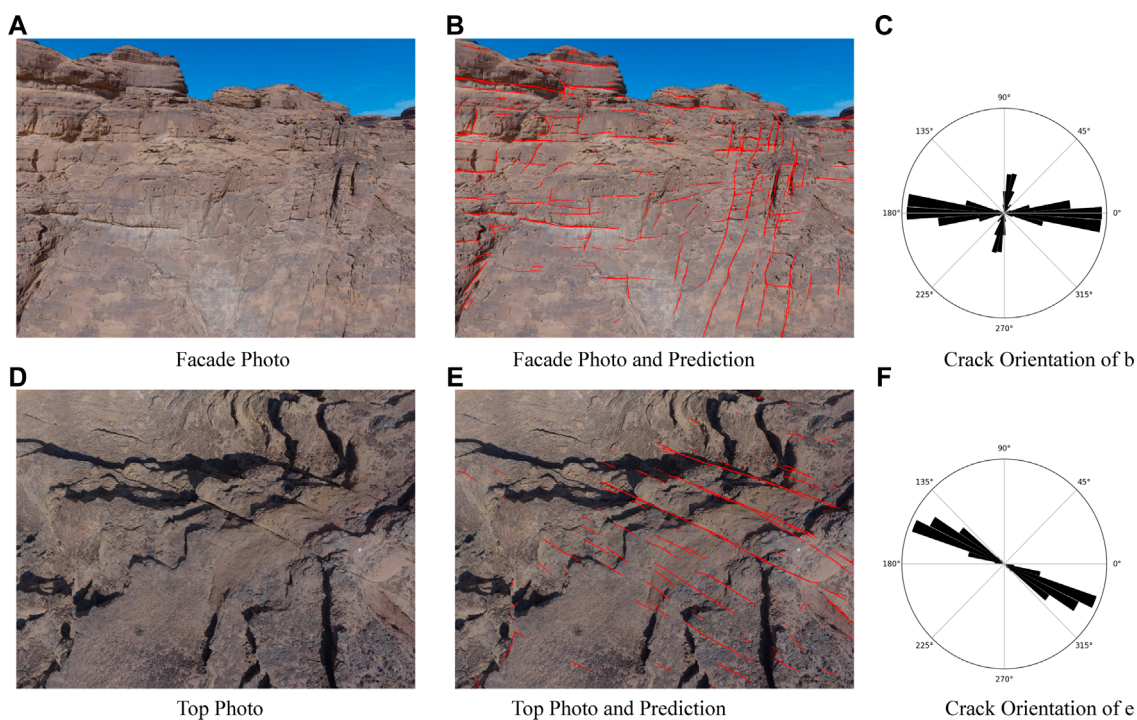 A
B
C
90°
135°
45°
180°
0°
225°
315°
270°
Facade Photo
Facade Photo and Prediction
Crack Orientation of b
D
E
F
90°
135°
45°
180°
0°
225°
315°
270°
Top Photo
Top Photo and Prediction
Crack Orientation of e